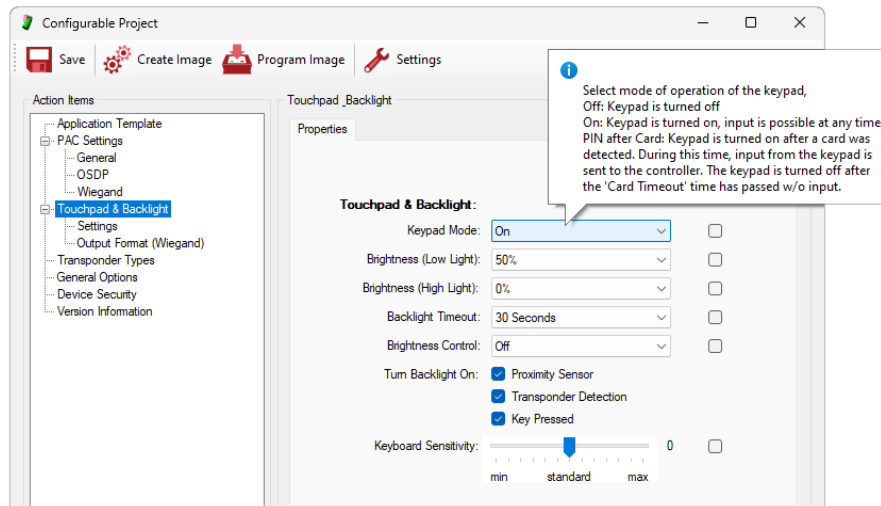 Configurable Project
Save
Create Image
Program Image
Settings
Select mode of operation of the keypad,
Off: Keypad is turned off
On: Keypad is turned on, input is possible at any time
PIN after Card: Keypad is turned on after a card was
detected. During this time, input from the keypad is
sent to the controller. The keypad is turned off after
the 'Card Timeout' time has passed w/o input.
Action Items
Application Template
PAC Settings
General
OSDP
Wiegand
Touchpad & Backlight
Settings
Output Format (Wiegand)
Transponder Types
General Options
Device Security
Version Information
Touchpad _Backlight
Properties
Touchpad & Backlight:
Keypad Mode: On
Brightness (Low Light): 50%
Brightness (High Light): 0%
Backlight Timeout: 30 Seconds
Brightness Control: Off
Turn Backlight On: Proximity Sensor
Transponder Detection
Key Pressed
Keyboard Sensitivity: 0
min standard max